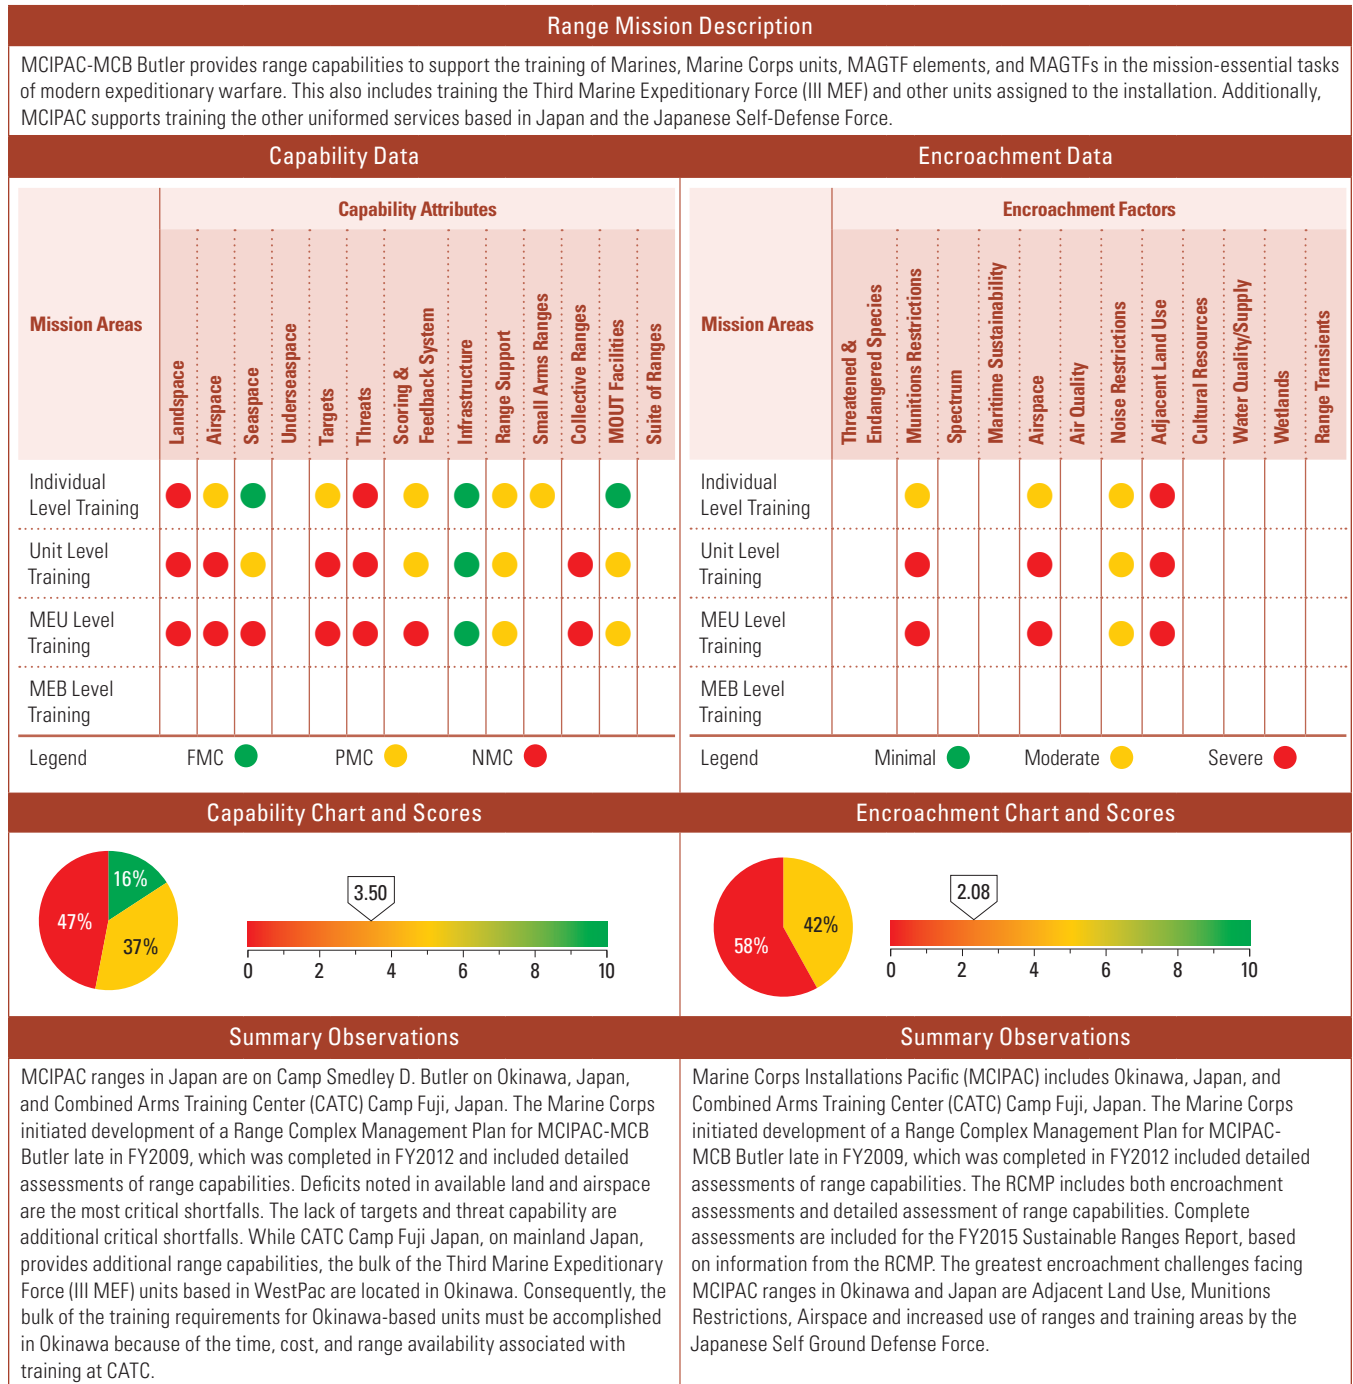 Range Mission Description
MCIPAC-MCB Butler provides range capabilities to support the training of Marines, Marine Corps units, MAGTF elements, and MAGTFs in the mission-essential tasks
of modern expeditionary warfare. This also includes training the Third Marine Expeditionary Force (III MEF) and other units assigned to the installation. Additionally,
MCIPAC supports training the other uniformed services based in Japan and the Japanese Self-Defense Force.
Capability Data
Mission Areas
Capability Attributes
Landspace
Airspace
Seaspace
Underseaspace
Targets
Threats
Scoring &
Feedback System
Infrastructure
Range Support
Small Arms Ranges
Collective Ranges
MOUT Facilities
Suite of Ranges
Individual
Level Training
Unit Level
Training
MEU Level
Training
MEB Level
Training
Legend FMC PMC NMC
Encroachment Data
Mission Areas
Encroachment Factors
Threatened &
Endangered Species
Munitions Restrictions
Spectrum
Maritime Sustainability
Airspace
Air Quality
Noise Restrictions
Adjacent Land Use
Cultural Resources
Water Quality/Supply
Wetlands
Range Transients
Individual
Level Training
Unit Level
Training
MEU Level
Training
MEB Level
Training
Legend Minimal Moderate Severe
Capability Chart and Scores
16%
47%
37%
3.50
0 2 4 6 8 10
Encroachment Chart and Scores
42%
58%
2.08
0 2 4 6 8 10
Summary Observations
MCIPAC ranges in Japan are on Camp Smedley D. Butler on Okinawa, Japan,
and Combined Arms Training Center (CATC) Camp Fuji, Japan. The Marine Corps
initiated development of a Range Complex Management Plan for MCIPAC-MCB
Butler late in FY2009, which was completed in FY2012 and included detailed
assessments of range capabilities. Deficits noted in available land and airspace
are the most critical shortfalls. The lack of targets and threat capability are
additional critical shortfalls. While CATC Camp Fuji Japan, on mainland Japan,
provides additional range capabilities, the bulk of the Third Marine Expeditionary
Force (III MEF) units based in WestPac are located in Okinawa. Consequently, the
bulk of the training requirements for Okinawa-based units must be accomplished
in Okinawa because of the time, cost, and range availability associated with
training at CATC.
Summary Observations
Marine Corps Installations Pacific (MCIPAC) includes Okinawa, Japan, and
Combined Arms Training Center (CATC) Camp Fuji, Japan. The Marine Corps
initiated development of a Range Complex Management Plan for MCIPAC-
MCB Butler late in FY2009, which was completed in FY2012 included detailed
assessments of range capabilities. The RCMP includes both encroachment
assessments and detailed assessment of range capabilities. Complete
assessments are included for the FY2015 Sustainable Ranges Report, based
on information from the RCMP. The greatest encroachment challenges facing
MCIPAC ranges in Okinawa and Japan are Adjacent Land Use, Munitions
Restrictions, Airspace and increased use of ranges and training areas by the
Japanese Self Ground Defense Force.